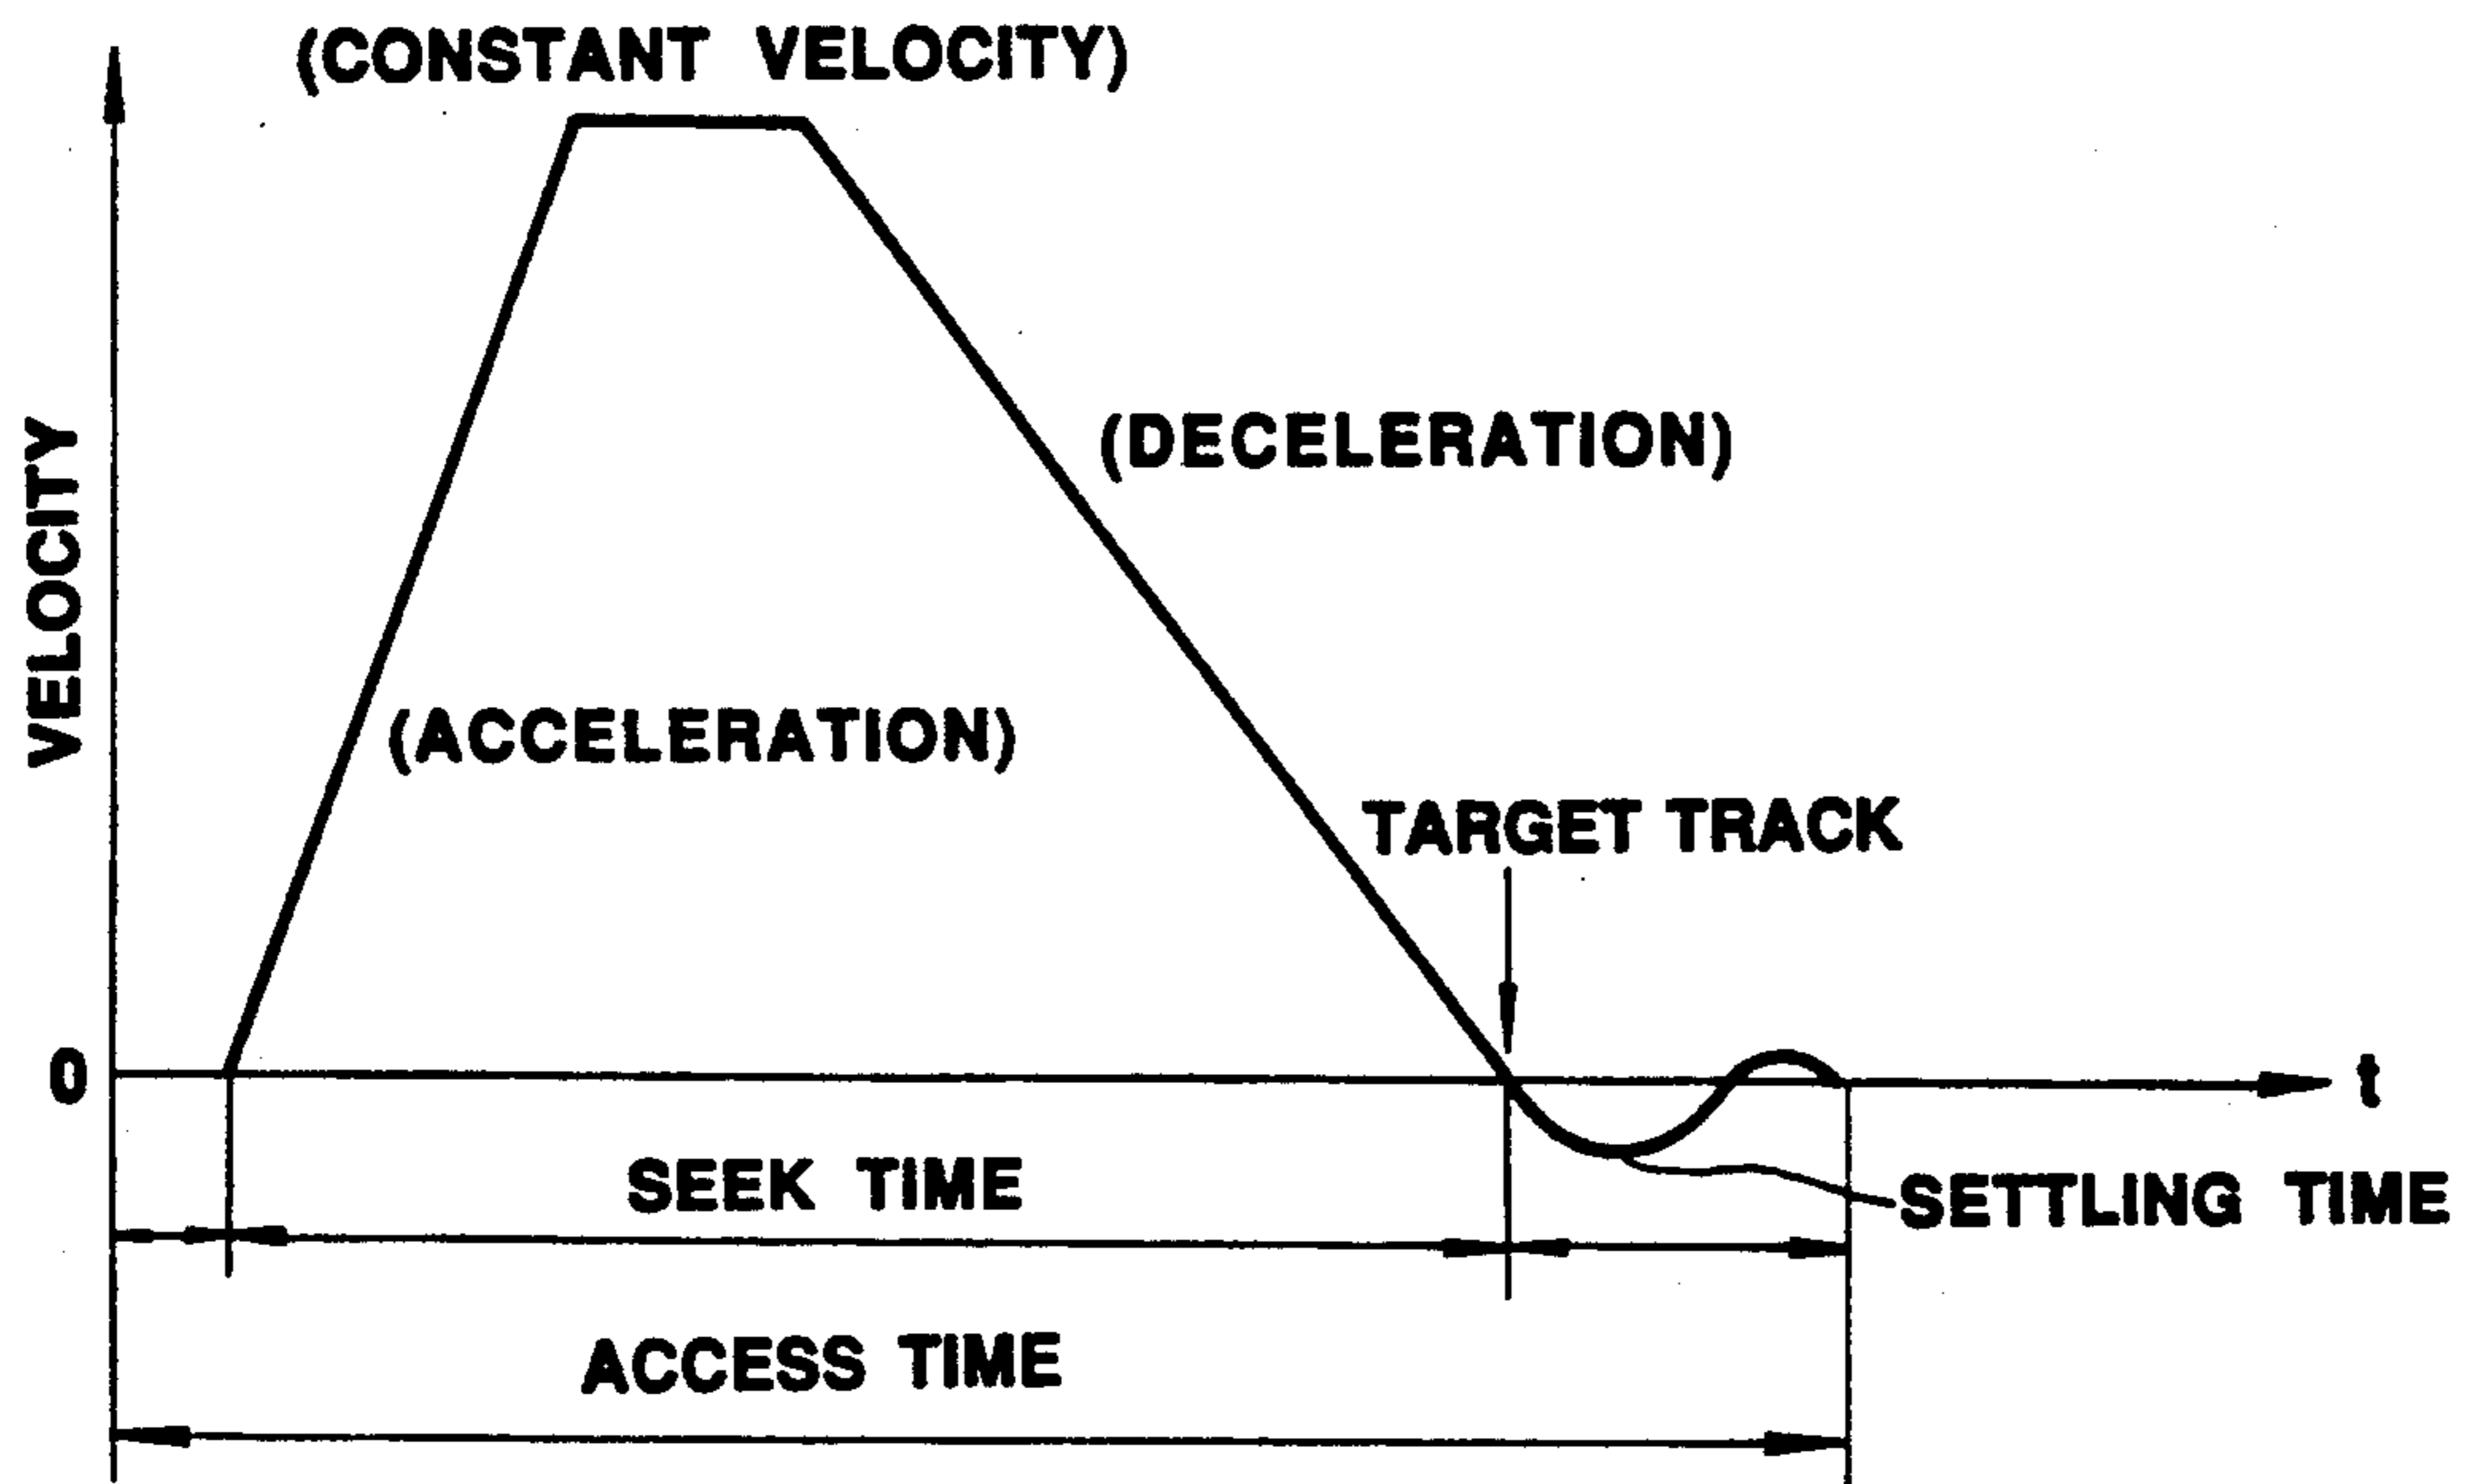 (CONSTANT VELOCITY)
VELOCITY
(DECELERATION)
(ACCELERATION)
TARGET TRACK
0
t
SEEK TIME
SETTLING TIME
ACCESS TIME